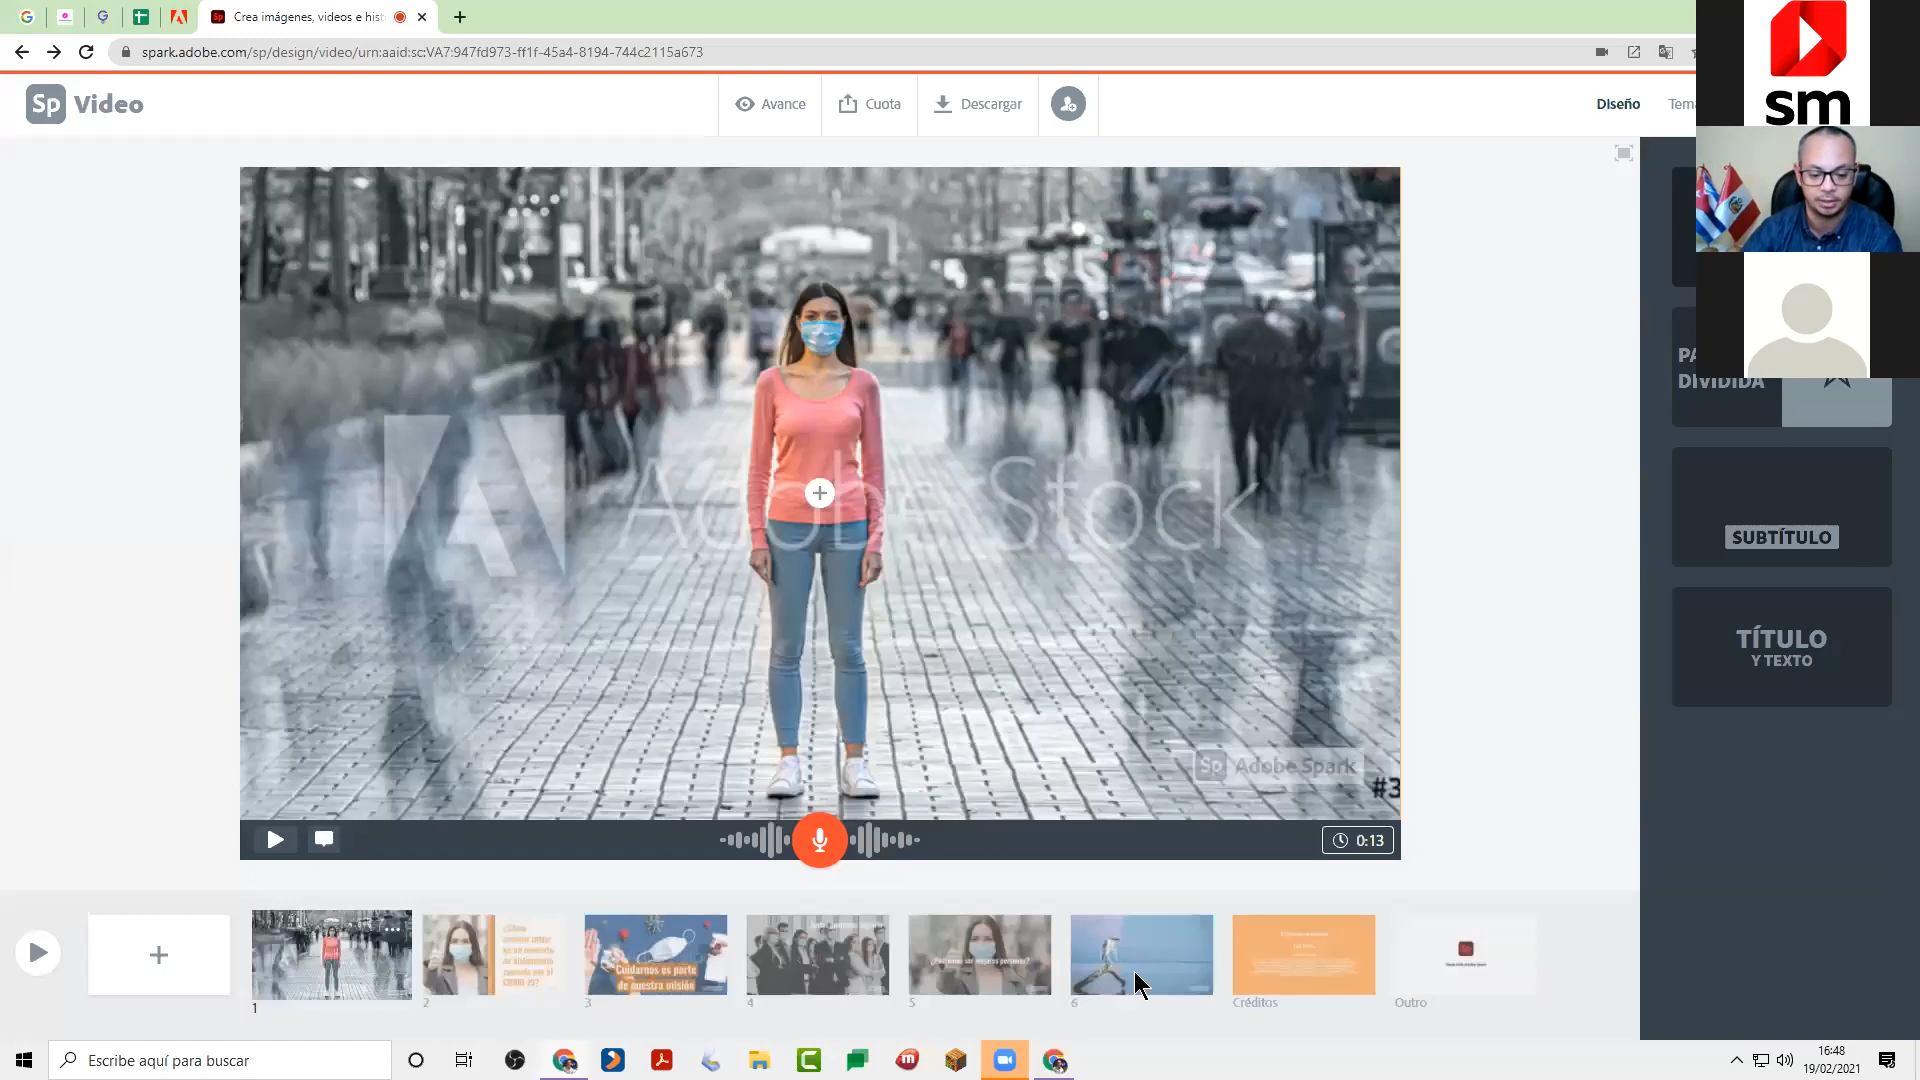 Crea imágenes, videos e hist
spark.adobe.com/sp/design/video/urn:aaid:sc:VA7:947fd973-ff1f-45a4-8194-744c2115a673
Sp Video
Avance
Cuota
Descargar
Diseño
Tem
sm
PA
DIVIDIDA
SUBTÍTULO
TÍTULO
Y TEXTO
Adobe Stock
Sp Adobe Spark
#3
0:13
Cuidarnos es parte
de nuestra misión
1
2
3
4
5
6
Créditos
Outro
Escribe aquí para buscar
16:48
19/02/2021